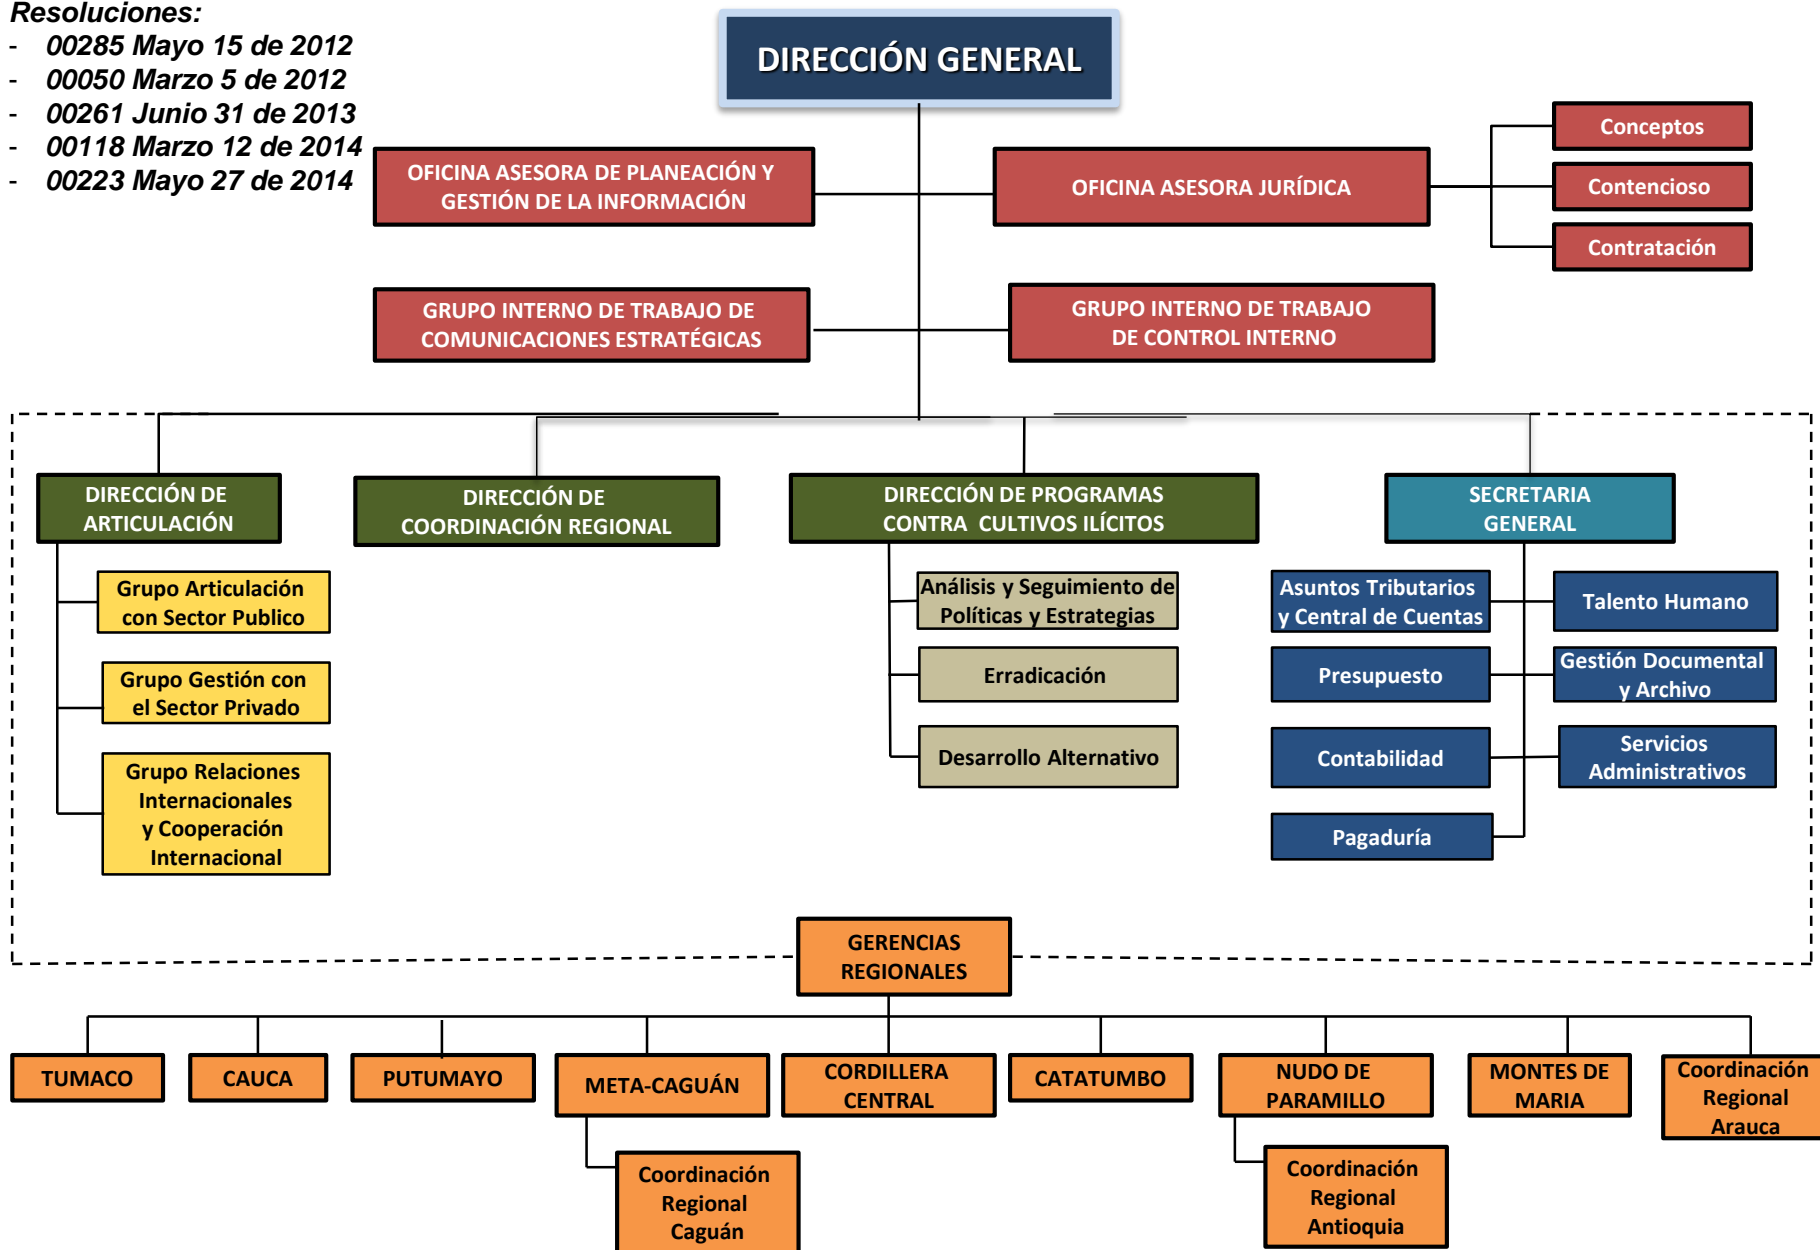 Resoluciones:
- 00285 Mayo 15 de 2012
- 00050 Marzo 5 de 2012
- 00261 Junio 31 de 2013
- 00118 Marzo 12 de 2014
- 00223 Mayo 27 de 2014
DIRECCIÓN GENERAL
OFICINA ASESORA DE PLANEACIÓN Y
GESTIÓN DE LA INFORMACIÓN
OFICINA ASESORA JURÍDICA
Conceptos
Contencioso
Contratación
GRUPO INTERNO DE TRABAJO DE
COMUNICACIONES ESTRATÉGICAS
GRUPO INTERNO DE TRABAJO
DE CONTROL INTERNO
DIRECCIÓN DE
ARTICULACIÓN
DIRECCIÓN DE
COORDINACIÓN REGIONAL
DIRECCIÓN DE PROGRAMAS
CONTRA CULTIVOS ILÍCITOS
SECRETARIA
GENERAL
Grupo Articulación
con Sector Publico
Grupo Gestión con
el Sector Privado
Grupo Relaciones
Internacionales
y Cooperación
Internacional
Análisis y Seguimiento de
Políticas y Estrategias
Erradicación
Desarrollo Alternativo
Asuntos Tributarios
y Central de Cuentas
Talento Humano
Presupuesto
Gestión Documental
y Archivo
Contabilidad
Servicios
Administrativos
Pagaduría
GERENCIAS
REGIONALES
TUMACO
CAUCA
PUTUMAYO
META-CAGUÁN
CORDILLERA
CENTRAL
CATATUMBO
NUDO DE
PARAMILLO
MONTES DE
MARIA
Coordinación
Regional
Arauca
Coordinación
Regional
Caguán
Coordinación
Regional
Antioquia